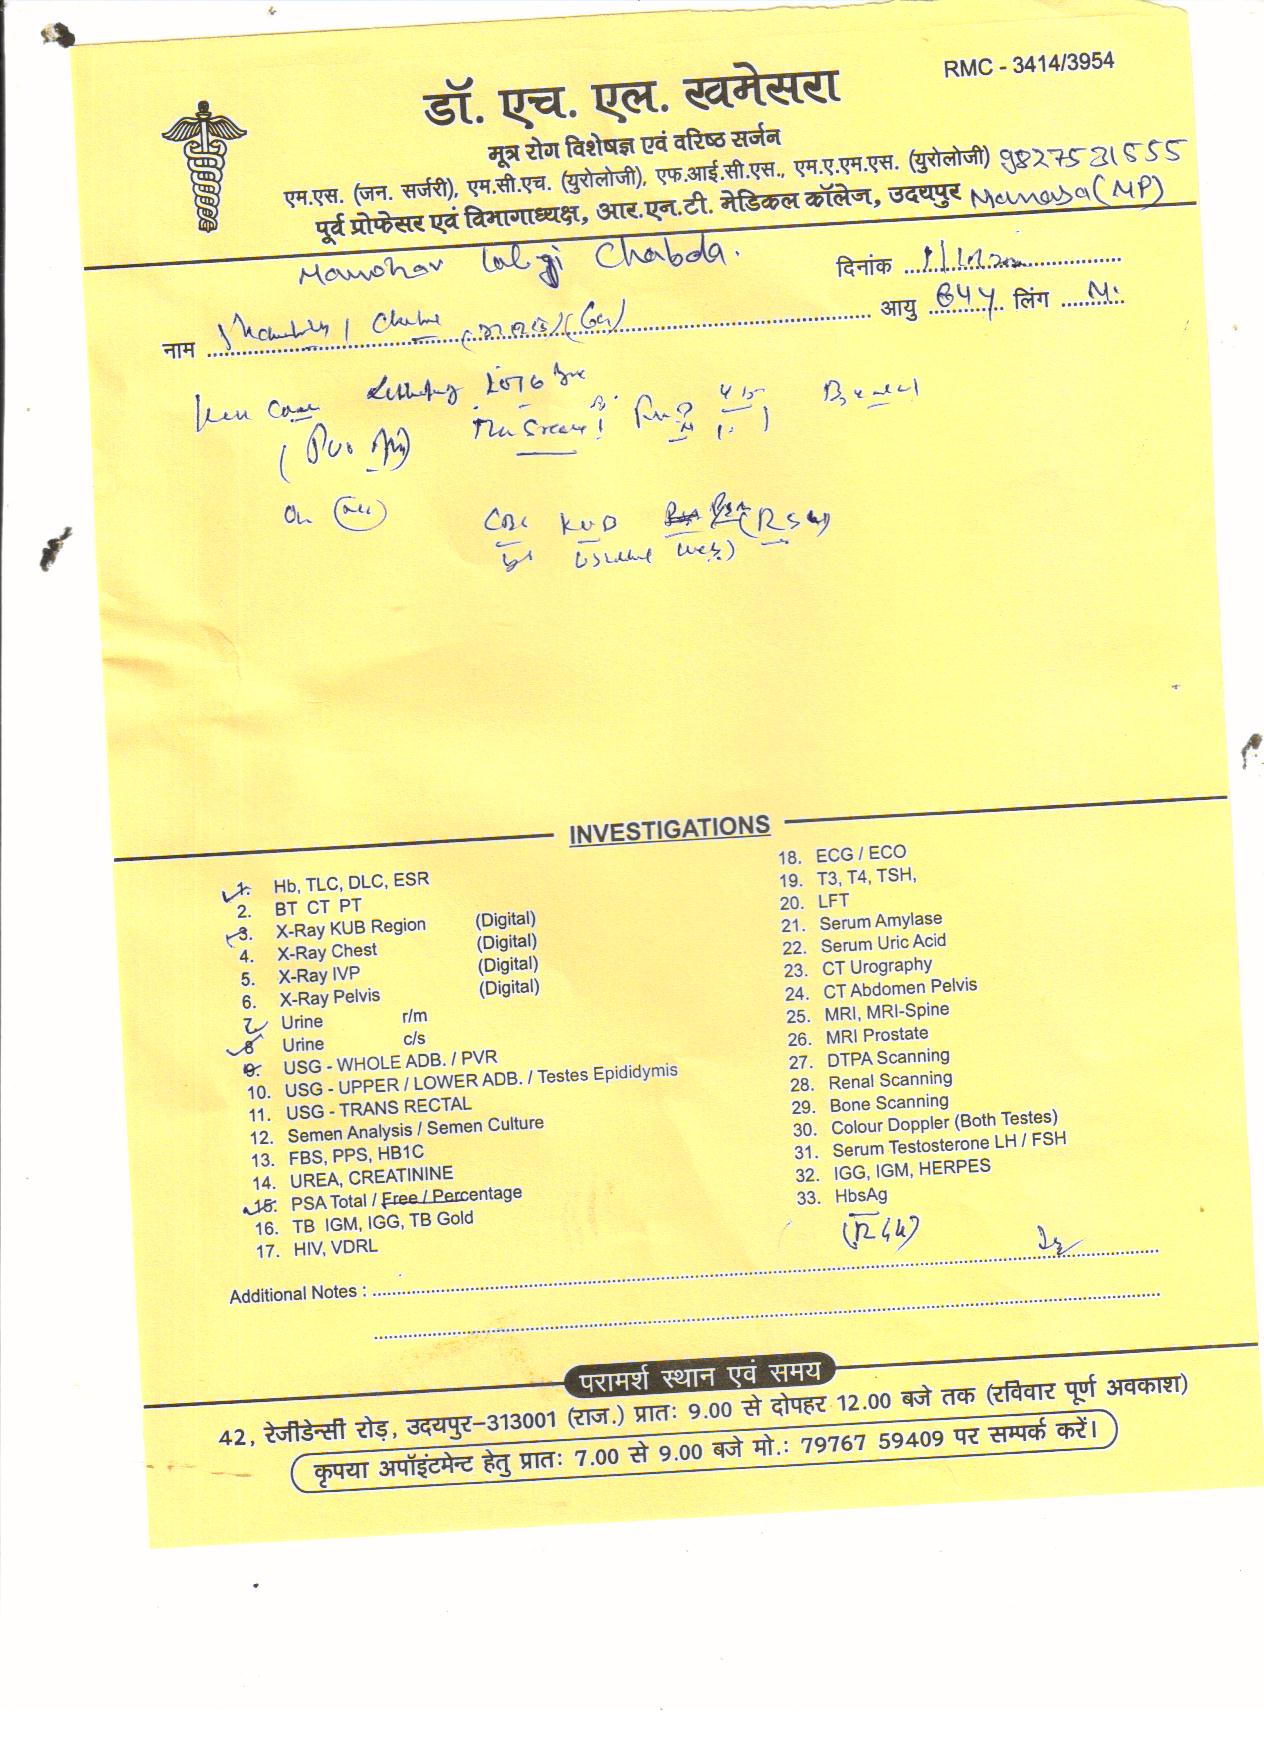 RMC - 3414/3954
डॉ. एच. एल. खमेसरा
मूत्र रोग विशेषज्ञ एवं वरिष्ठ सर्जन
एम.एस. (जन. सर्जरी), एम.सी.एच. (यूरोलोजी), एफ.आई.सी.एस., एम.ए.एम.एस. (युरोलोजी) 9827531555
पूर्व प्रोफेसर एवं विभागाध्यक्ष, आर.एन.टी. मेडिकल कॉलेज, उदयपुर Manasa (MP)
Manohar Lalji Chabda.
दिनांक
नाम आयु 64y लिंग M.
Case
On
KUB
INVESTIGATIONS
1. Hb, TLC, DLC, ESR
2. BT CT PT
3. X-Ray KUB Region (Digital)
4. X-Ray Chest (Digital)
5. X-Ray IVP (Digital)
6. X-Ray Pelvis (Digital)
7. Urine r/m
8. Urine c/s
9. USG - WHOLE ADB. / PVR
10. USG - UPPER / LOWER ADB. / Testes Epididymis
11. USG - TRANS RECTAL
12. Semen Analysis / Semen Culture
13. FBS, PPS, HB1C
14. UREA, CREATININE
15. PSA Total / Free / Percentage
16. TB IGM, IGG, TB Gold
17. HIV, VDRL
18. ECG / ECO
19. T3, T4, TSH,
20. LFT
21. Serum Amylase
22. Serum Uric Acid
23. CT Urography
24. CT Abdomen Pelvis
25. MRI, MRI-Spine
26. MRI Prostate
27. DTPA Scanning
28. Renal Scanning
29. Bone Scanning
30. Colour Doppler (Both Testes)
31. Serum Testosterone LH / FSH
32. IGG, IGM, HERPES
33. HbsAg
Additional Notes :
परामर्श स्थान एवं समय
42, रेजीडेन्सी रोड़, उदयपुर-313001 (राज.) प्रातः 9.00 से दोपहर 12.00 बजे तक (रविवार पूर्ण अवकाश)
कृपया अपॉइंटमेन्ट हेतु प्रातः 7.00 से 9.00 बजे मो.: 79767 59409 पर सम्पर्क करें।